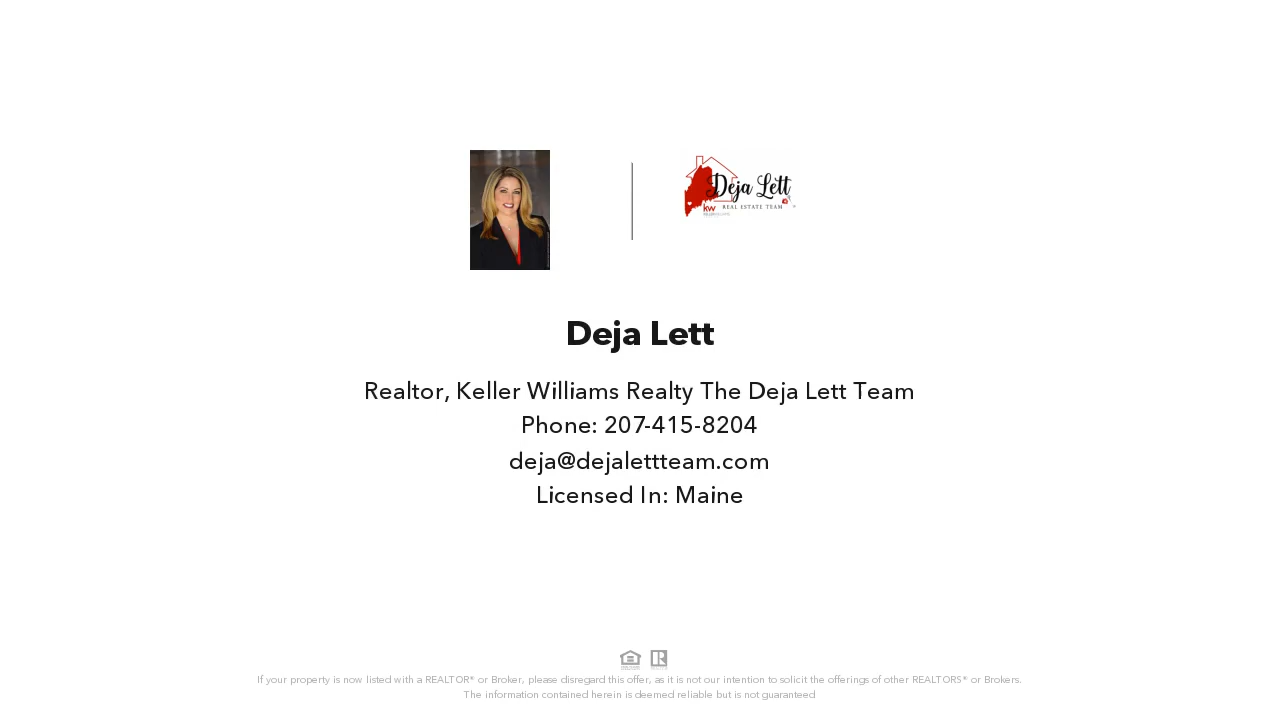 Deja Lett
REAL ESTATE TEAM
kw
KELLERWILLIAMS
Deja Lett
Realtor, Keller Williams Realty The Deja Lett Team
Phone: 207-415-8204
deja@dejalettteam.com
Licensed In: Maine
If your property is now listed with a REALTOR® or Broker, please disregard this offer, as it is not our intention to solicit the offerings of other REALTORS® or Brokers.
The information contained herein is deemed reliable but is not guaranteed